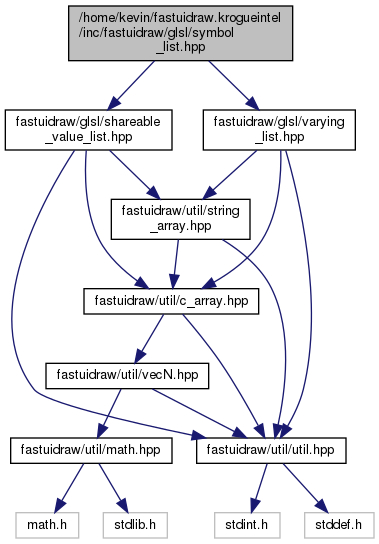 /home/kevin/fastuidraw.krogueintel
/inc/fastuidraw/glsl/symbol
_list.hpp
fastuidraw/glsl/shareable
_value_list.hpp
fastuidraw/glsl/varying
_list.hpp
fastuidraw/util/string
_array.hpp
fastuidraw/util/c_array.hpp
fastuidraw/util/vecN.hpp
fastuidraw/util/math.hpp
fastuidraw/util/util.hpp
math.h
stdlib.h
stdint.h
stddef.h